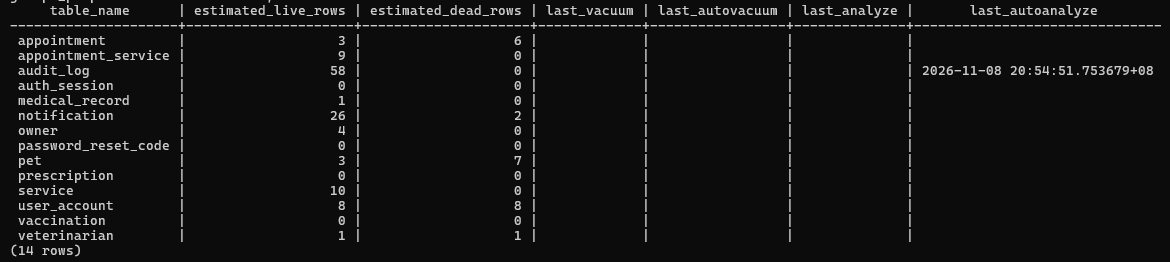 table_name | estimated_live_rows | estimated_dead_rows | last_vacuum | last_autovacuum | last_analyze | last_autoanalyze
appointment | 3 | 6 | | | |
appointment_service | 9 | 0 | | | |
audit_log | 58 | 0 | | | | 2026-11-08 20:54:51.753679+08
auth_session | 0 | 0 | | | |
medical_record | 1 | 0 | | | |
notification | 26 | 2 | | | |
owner | 4 | 0 | | | |
password_reset_code | 0 | 0 | | | |
pet | 3 | 7 | | | |
prescription | 0 | 0 | | | |
service | 10 | 0 | | | |
user_account | 8 | 8 | | | |
vaccination | 0 | 0 | | | |
veterinarian | 1 | 1 | | | |
(14 rows)